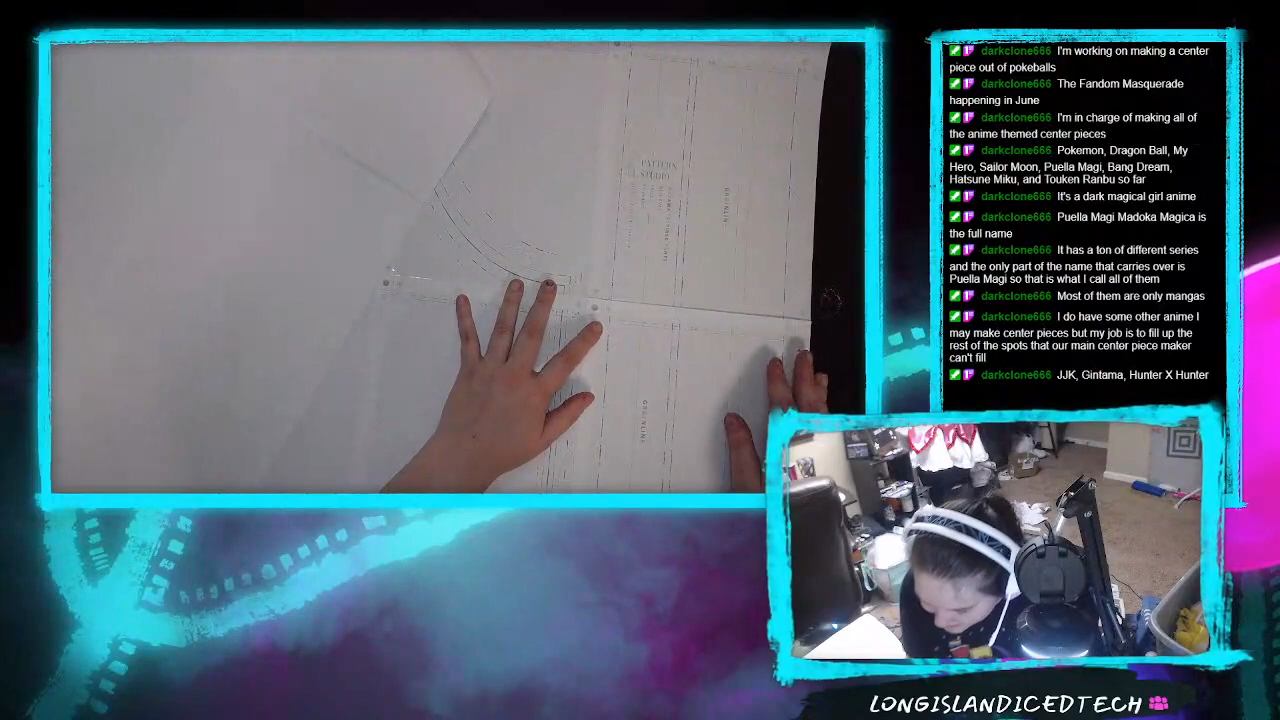 darkclone666 I'm working on making a center
piece out of pokeballs
darkclone666 The Fandom Masquerade
happening in June
darkclone666 I'm in charge of making all of
the anime themed center pieces
darkclone666 Pokemon, Dragon Ball, My
Hero, Sailor Moon, Puella Magi, Bang Dream,
Hatsune Miku, and Touken Ranbu so far
darkclone666 It's a dark magical girl anime
darkclone666 Puella Magi Madoka Magica is
the full name
darkclone666 It has a ton of different series
and the only part of the name that carries over is
Puella Magi so that is what I call all of them
darkclone666 Most of them are only mangas
darkclone666 I do have some other anime I
may make center pieces but my job is to fill up the
rest of the spots that our main center piece maker
can't fill
darkclone666 JJK, Gintama, Hunter X Hunter
PATTERN
STUDIO
GRAINLINE
GRAINLINE
LONGISLANDICEDTECH